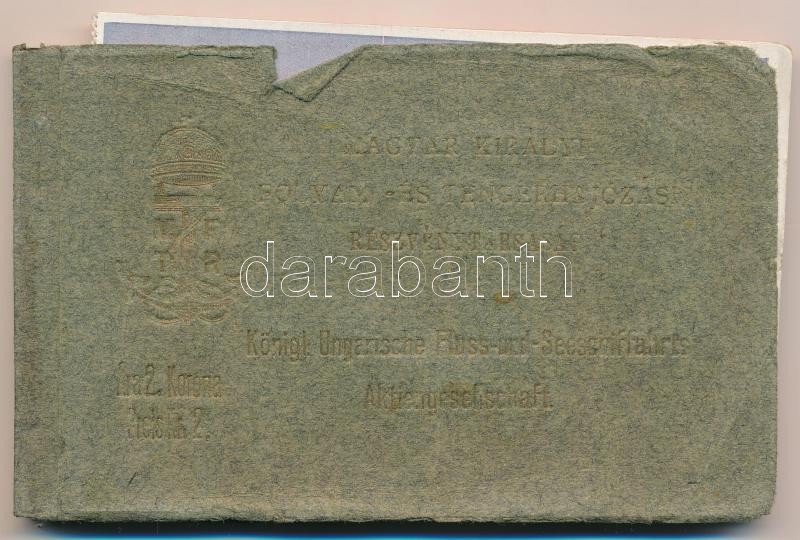 MAGYAR KIRÁLYI
FOLYAM- ÉS TENGERHAJÓZÁSI
RÉSZVÉNYTÁRSASÁG
F
T R
darabanth
Königl. Ungarische Fluss-und-Seeschiffahrts
Aktiengesellschaft.
Ára 2. Korona
Preis K 2.